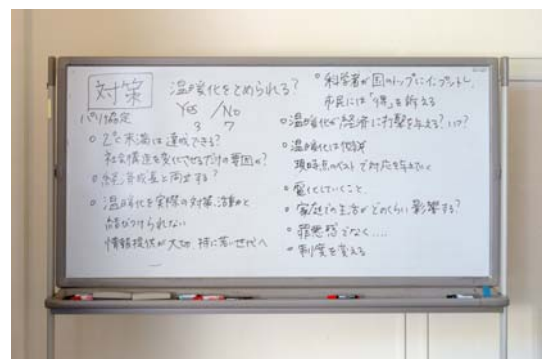 対策
温暖化をとめられる?
Yes / No
3 7
パリ協定
○ 2℃未満は達成できる?
社会構造を変化させるだけの要因が?
○ 経済成長と両立する?
○ 温暖化を実際の対策、活動と
結びつけられない
情報提供が大切、特に若い世代へ
○ 科学者が国のトップにインプットし、
市民には「得」を訴える
○ 温暖化が経済に打撃を与える?いつ?
○ 温暖化は
現時点のベストで対応を考えていく
○ 電化していくこと
○ 家庭での生活がどのくらい影響する?
○ 罪悪感でなく....
○ 制度を変える